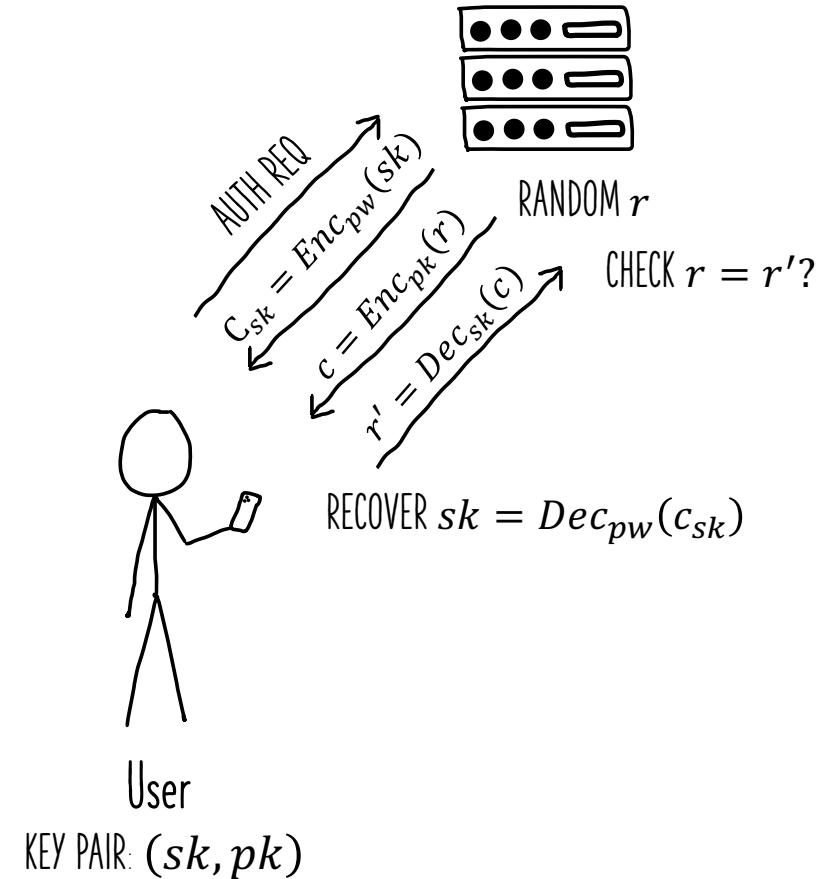 AUTH REQ
C_{sk} = Enc_{pw}(sk)
RANDOM r
c = Enc_{pk}(r)
CHECK r = r'?
r' = Dec_{sk}(c)
RECOVER sk = Dec_{pw}(c_{sk})
User
KEY PAIR: (sk, pk)